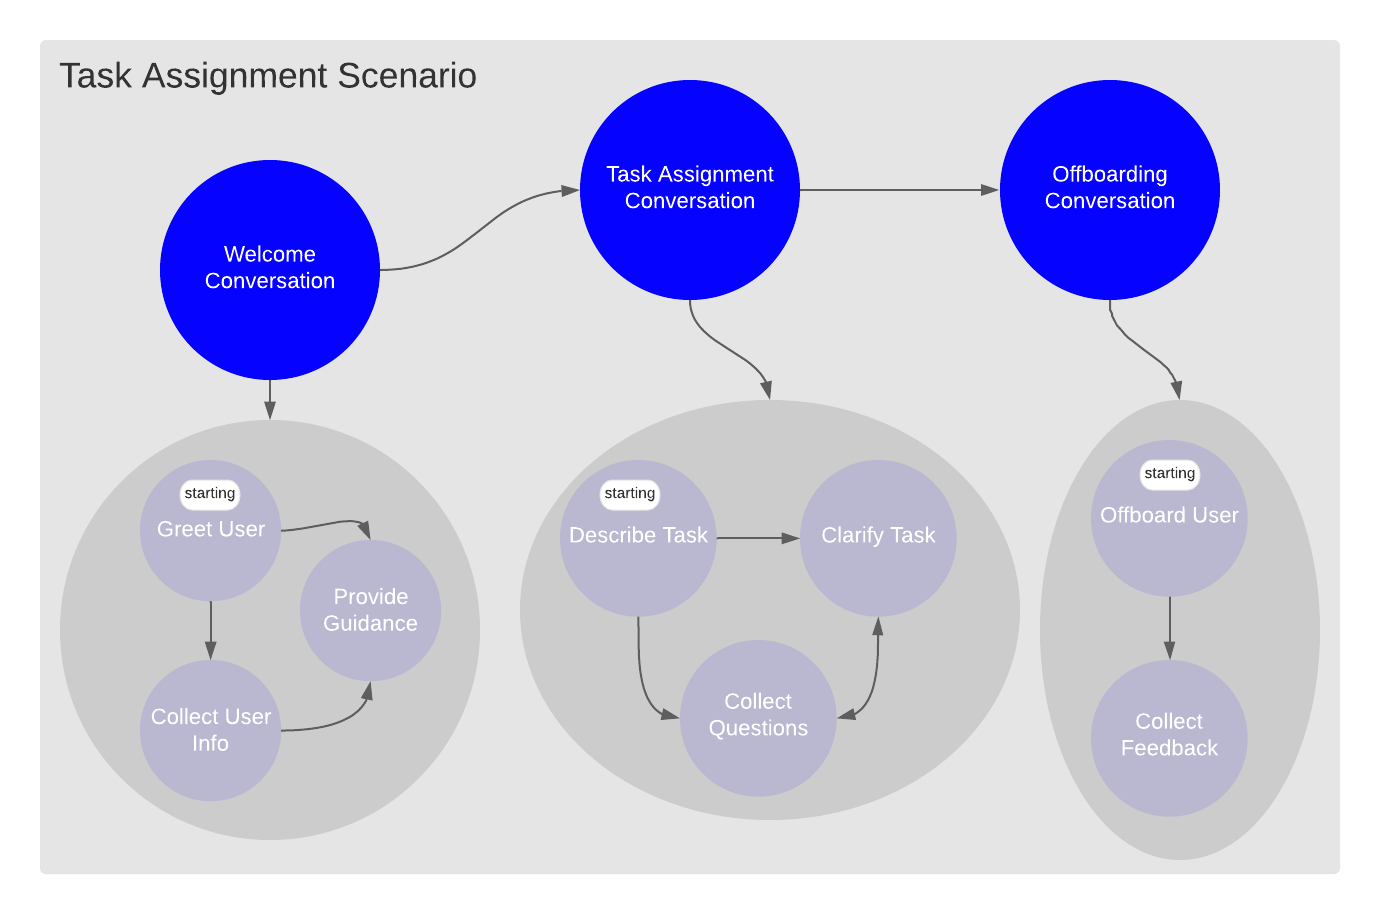 Task Assignment Scenario
Welcome
Conversation
Task Assignment
Conversation
Offboarding
Conversation
starting
Greet User
Provide
Guidance
Collect User
Info
starting
Describe Task
Clarify Task
Collect
Questions
starting
Offboard User
Collect
Feedback